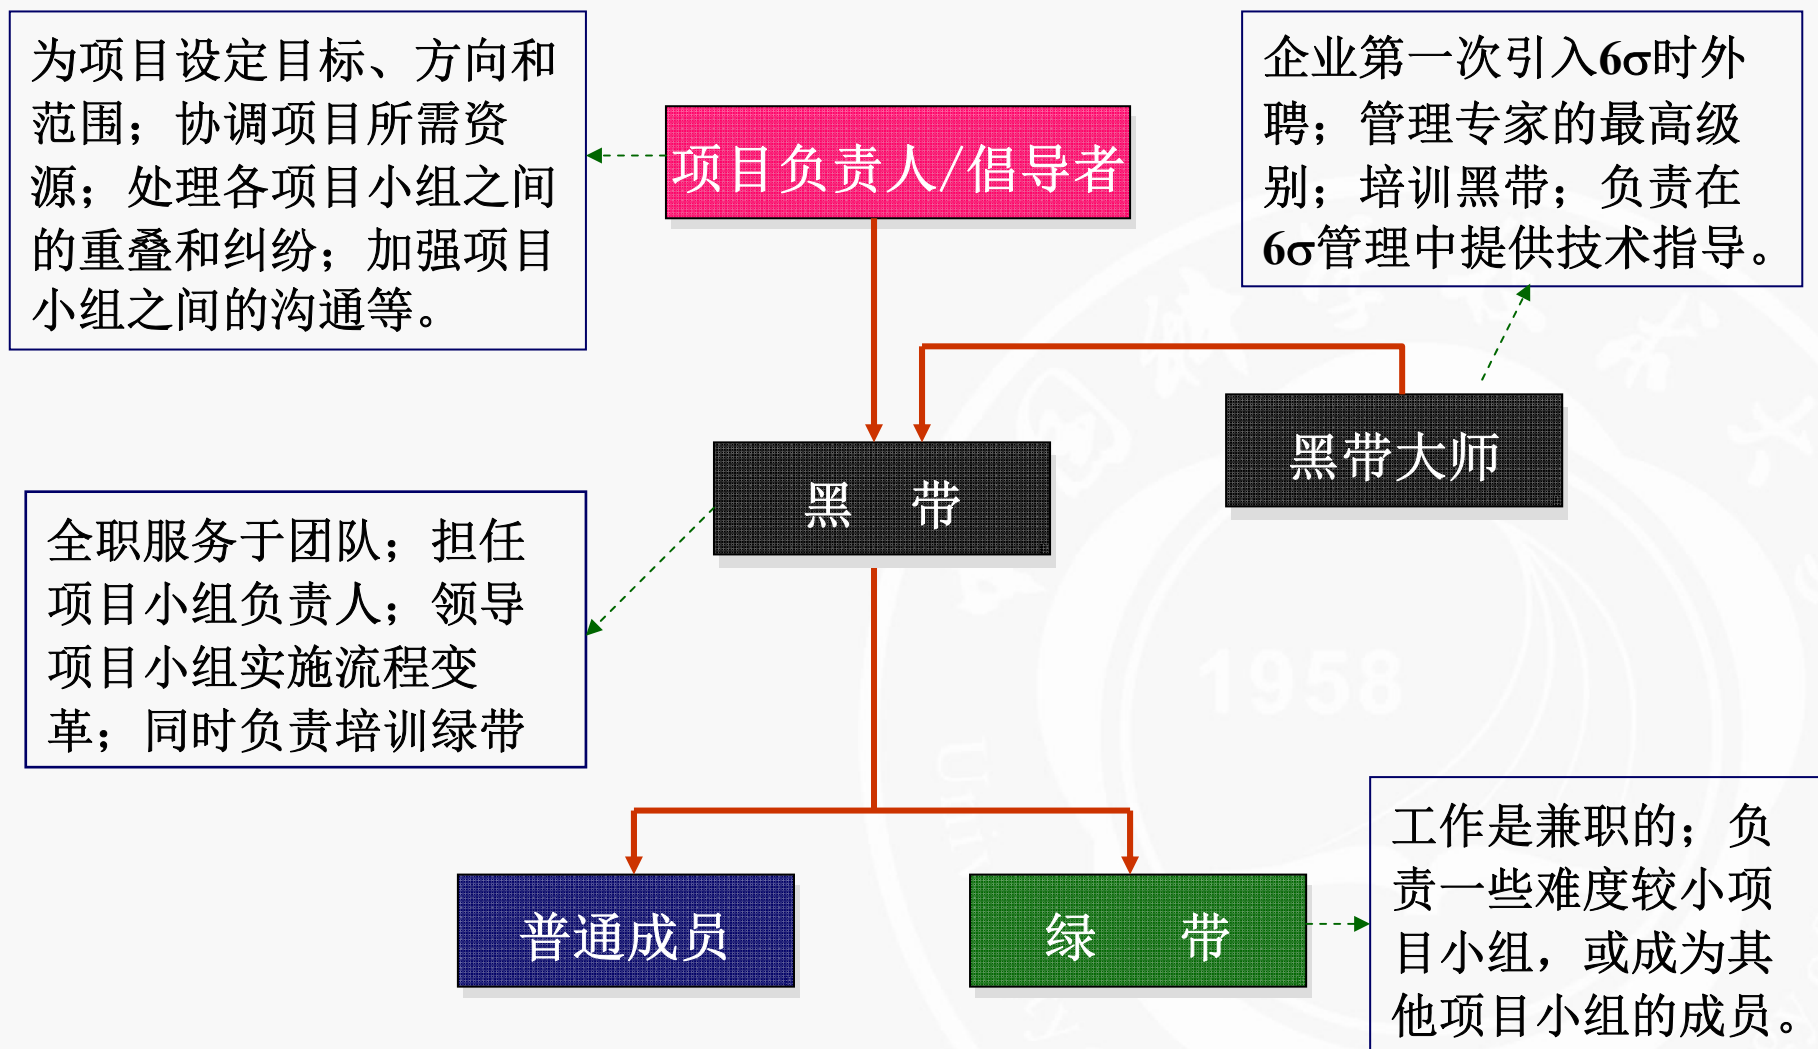 为项目设定目标、方向和
范围；协调项目所需资
源；处理各项目小组之间
的重叠和纠纷；加强项目
小组之间的沟通等。
项目负责人/倡导者
企业第一次引入6σ时外
聘；管理专家的最高级
别；培训黑带；负责在
6σ管理中提供技术指导。
黑带大师
黑 带
全职服务于团队；担任
项目小组负责人；领导
项目小组实施流程变
革；同时负责培训绿带
1958
普通成员
绿 带
工作是兼职的；负
责一些难度较小项
目小组，或成为其
他项目小组的成员。